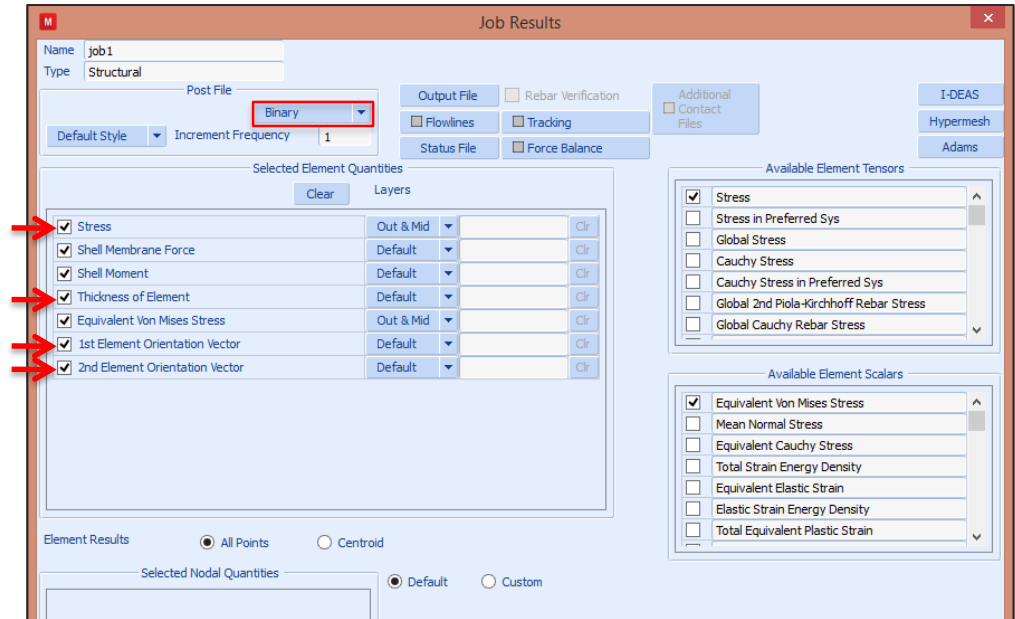 M
Job Results
Name job1
Type Structural
Post File
Binary
Default Style Increment Frequency 1
Output File
Rebar Verification
Additional Contact Files
Flowlines
Tracking
Status File
Force Balance
I-DEAS
Hypermesh
Adams
Selected Element Quantities
Clear Layers
Stress Out & Mid Clr
Shell Membrane Force Default Clr
Shell Moment Default Clr
Thickness of Element Default Clr
Equivalent Von Mises Stress Out & Mid Clr
1st Element Orientation Vector Default Clr
2nd Element Orientation Vector Default Clr
Available Element Tensors
Stress
Stress in Preferred Sys
Global Stress
Cauchy Stress
Cauchy Stress in Preferred Sys
Global 2nd Piola-Kirchhoff Rebar Stress
Global Cauchy Rebar Stress
Available Element Scalars
Equivalent Von Mises Stress
Mean Normal Stress
Equivalent Cauchy Stress
Total Strain Energy Density
Equivalent Elastic Strain
Elastic Strain Energy Density
Total Equivalent Plastic Strain
Element Results All Points Centroid
Selected Nodal Quantities
Default Custom